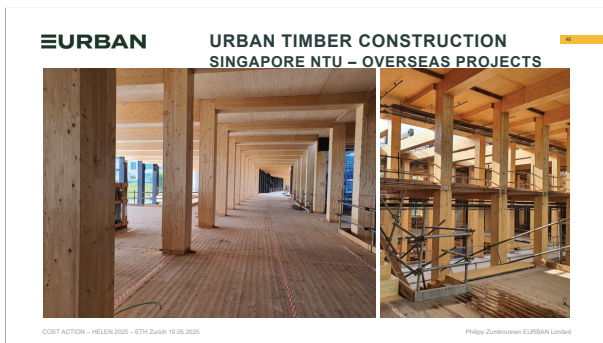 EURBAN
URBAN TIMBER CONSTRUCTION
SINGAPORE NTU – OVERSEAS PROJECTS
46
COST ACTION – HELEN 2025 – ETH Zurich 19.05.2025
Philipp Zumbrunnen EURBAN Limited